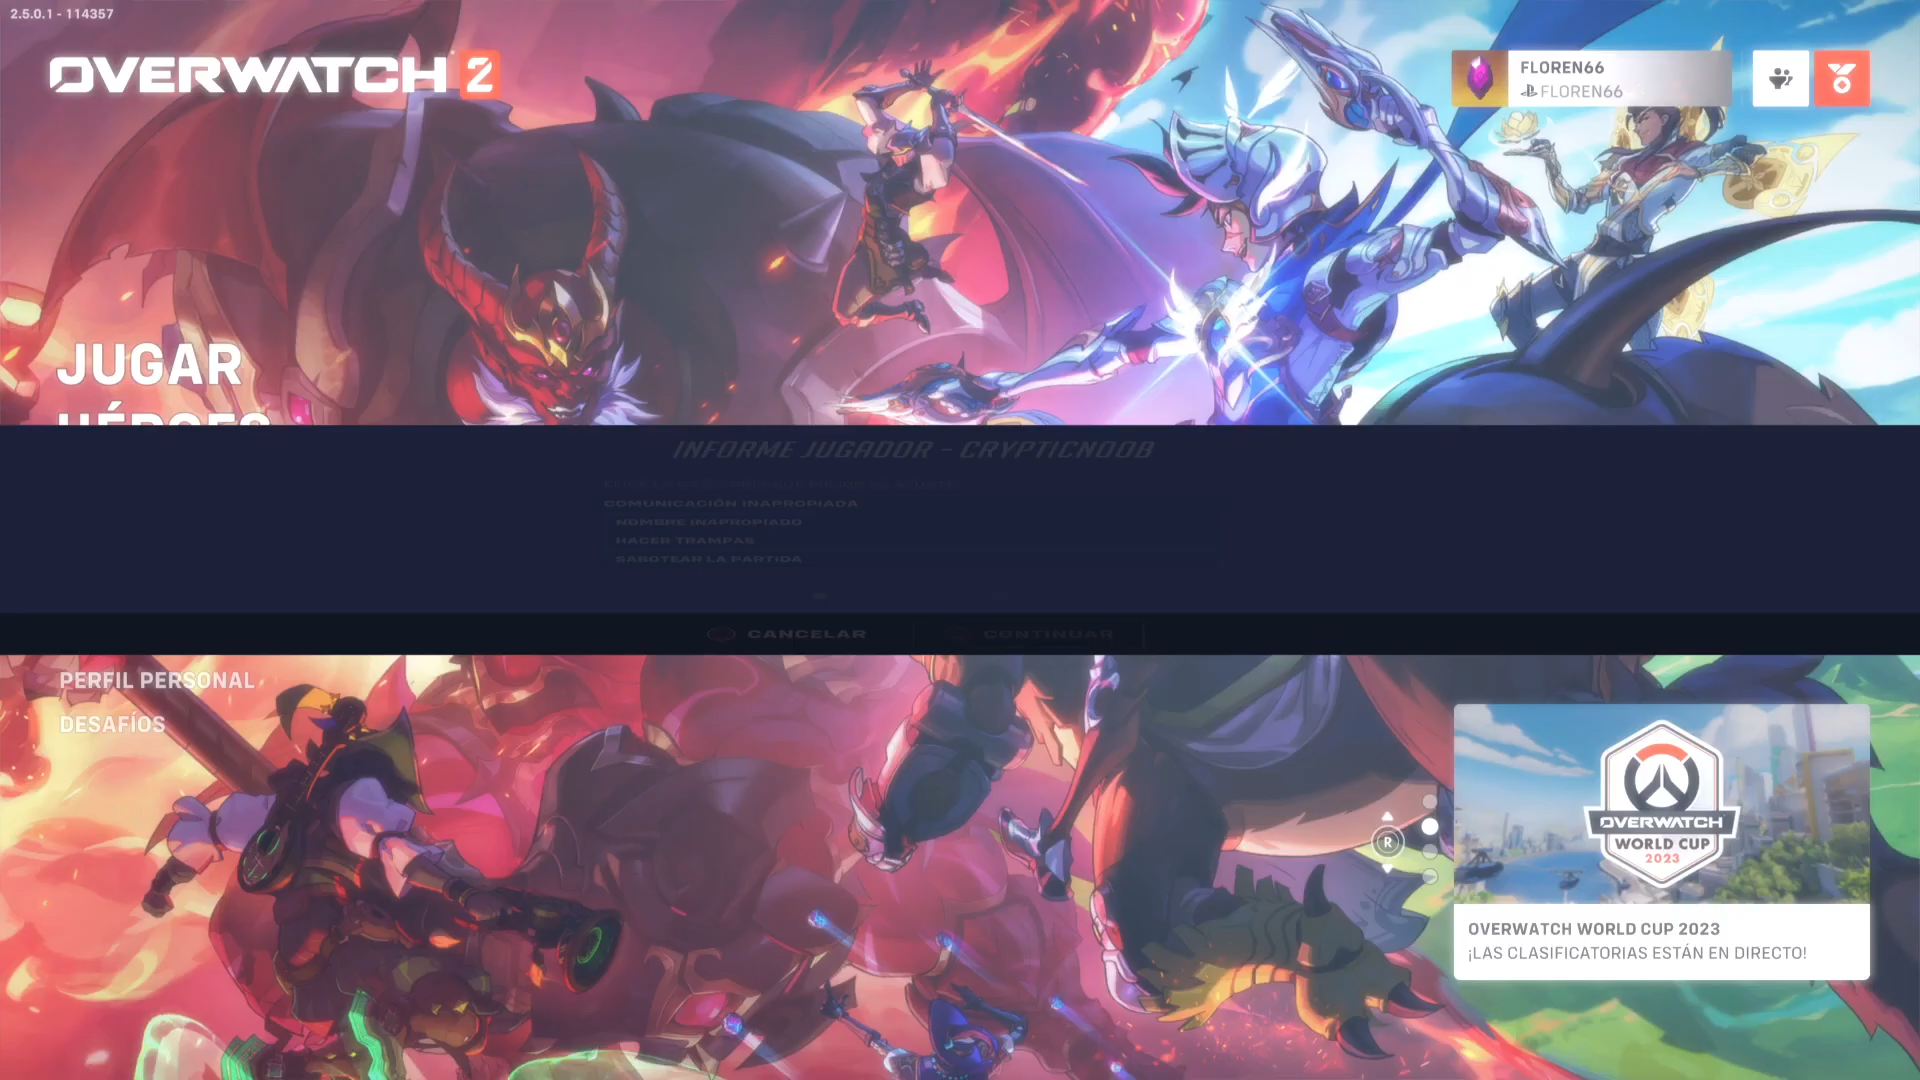 2.5.0.1 - 114357
OVERWATCH 2
FLOREN66
FLOREN66
JUGAR
HÉROES
INFORME JUGADOR - CRYPTICNOOB
COMUNICACIÓN INAPROPIADA
NOMBRE INAPROPIADO
HACER TRAMPAS
SABOTEAR LA PARTIDA
CANCELAR
CONTINUAR
PERFIL PERSONAL
DESAFÍOS
R
OVERWATCH
WORLD CUP
2023
OVERWATCH WORLD CUP 2023
¡LAS CLASIFICATORIAS ESTÁN EN DIRECTO!